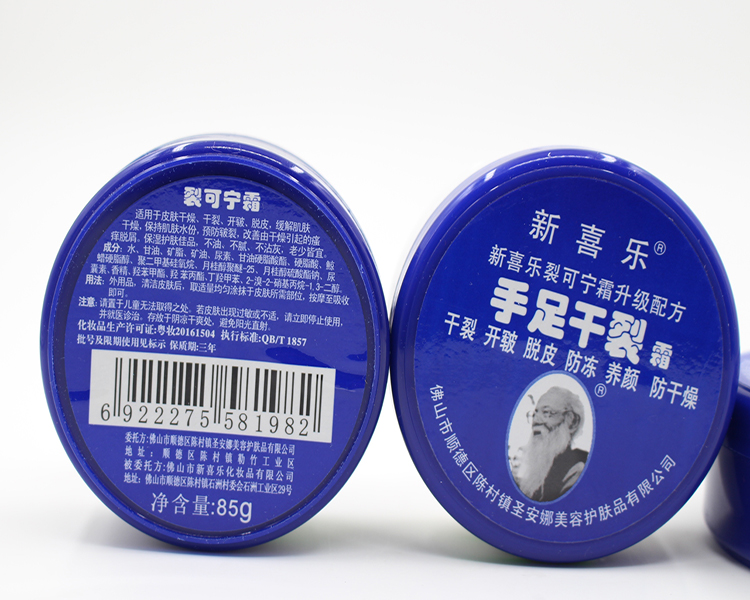 裂可宁霜
适用于皮肤干燥、干裂、开皲、脱皮，缓解肌肤
干燥，保持肌肤水份，预防皲裂，改善由干燥引起的瘙
痒脱屑，保湿护肤佳品，不油、不腻、不沾灰，老少皆宜。
成分：水、甘油、矿脂、矿油、尿素、甘油硬脂酸酯、硬脂酸、鲸
蜡硬脂醇、聚二甲基硅氧烷、月桂醇聚醚-25、月桂醇硫酸酯钠、尿
囊素、香精、羟苯甲酯、羟苯丙酯、丁羟甲苯、2-溴-2-硝基丙烷-1,3-二醇。
用法：外用品，清洁皮肤后，取适量均匀涂抹于皮肤所需部位，按摩至吸收
即可。
注意：请置于儿童无法取得之处，若皮肤出现过敏或不适，请立即停止使用，
并就医诊治，存放于阴凉干爽处，避免阳光直射。
化妆品生产许可证：粤妆20161504 执行标准：QB/T 1857
批号及限期使用见标示 保质期：三年
6 922275 581982
委托方：佛山市顺德区陈村镇圣安娜美容护肤品有限公司
地址：顺德区陈村镇勒竹工业区
被委托方：佛山市新喜乐化妆品有限公司
地址：佛山市顺德区陈村镇石洲村委会石洲工业区29号
净含量：85g
新喜乐®
新喜乐裂可宁霜升级配方
手足干裂霜
干裂 开皲 脱皮 防冻 养颜 防干燥
®
佛山市顺德区陈村镇圣安娜美容护肤品有限公司